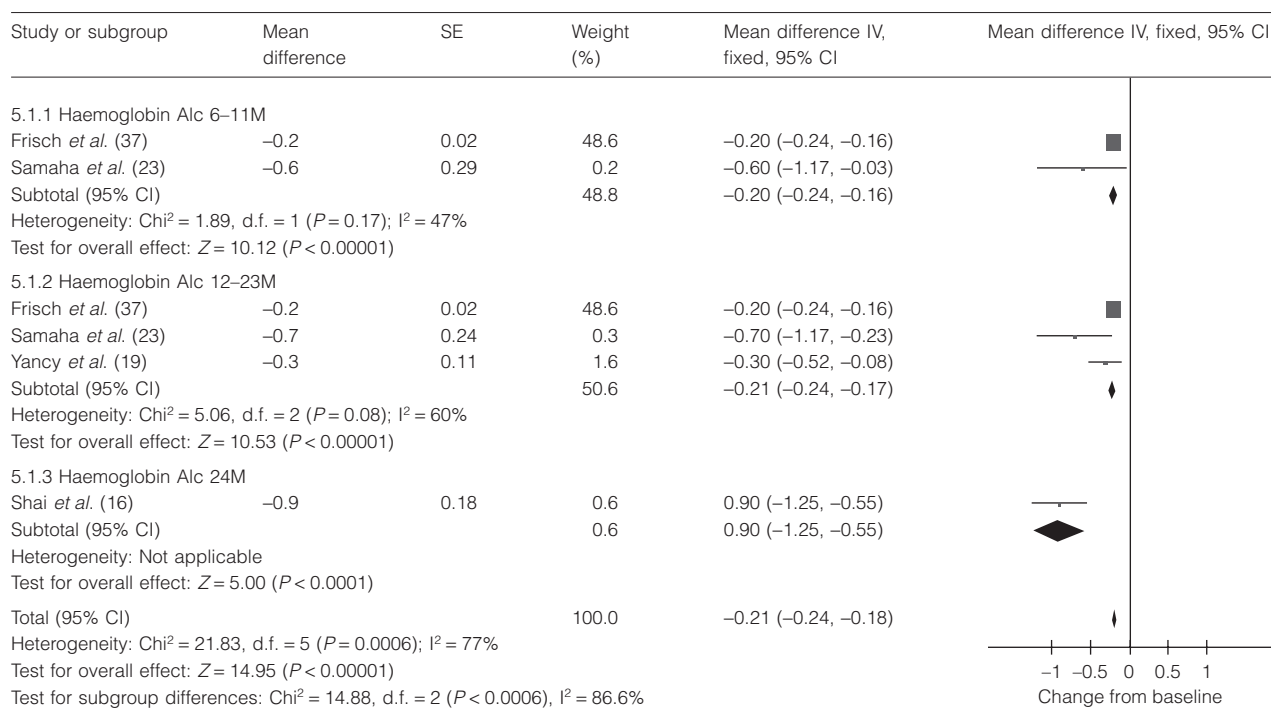 Study or subgroup Mean difference SE Weight (%) Mean difference IV, fixed, 95% CI Mean difference IV, fixed, 95% CI
5.1.1 Haemoglobin Alc 6–11M
Frisch et al. (37) –0.2 0.02 48.6 –0.20 (–0.24, –0.16)
Samaha et al. (23) –0.6 0.29 0.2 –0.60 (–1.17, –0.03)
Subtotal (95% CI) 48.8 –0.20 (–0.24, –0.16)
Heterogeneity: Chi² = 1.89, d.f. = 1 (P = 0.17); I² = 47%
Test for overall effect: Z = 10.12 (P < 0.00001)
5.1.2 Haemoglobin Alc 12–23M
Frisch et al. (37) –0.2 0.02 48.6 –0.20 (–0.24, –0.16)
Samaha et al. (23) –0.7 0.24 0.3 –0.70 (–1.17, –0.23)
Yancy et al. (19) –0.3 0.11 1.6 –0.30 (–0.52, –0.08)
Subtotal (95% CI) 50.6 –0.21 (–0.24, –0.17)
Heterogeneity: Chi² = 5.06, d.f. = 2 (P = 0.08); I² = 60%
Test for overall effect: Z = 10.53 (P < 0.00001)
5.1.3 Haemoglobin Alc 24M
Shai et al. (16) –0.9 0.18 0.6 0.90 (–1.25, –0.55)
Subtotal (95% CI) 0.6 0.90 (–1.25, –0.55)
Heterogeneity: Not applicable
Test for overall effect: Z = 5.00 (P < 0.0001)
Total (95% CI) 100.0 –0.21 (–0.24, –0.18)
Heterogeneity: Chi² = 21.83, d.f. = 5 (P = 0.0006); I² = 77%
Test for overall effect: Z = 14.95 (P < 0.00001)
Test for subgroup differences: Chi² = 14.88, d.f. = 2 (P < 0.0006), I² = 86.6%
–1 –0.5 0 0.5 1
Change from baseline